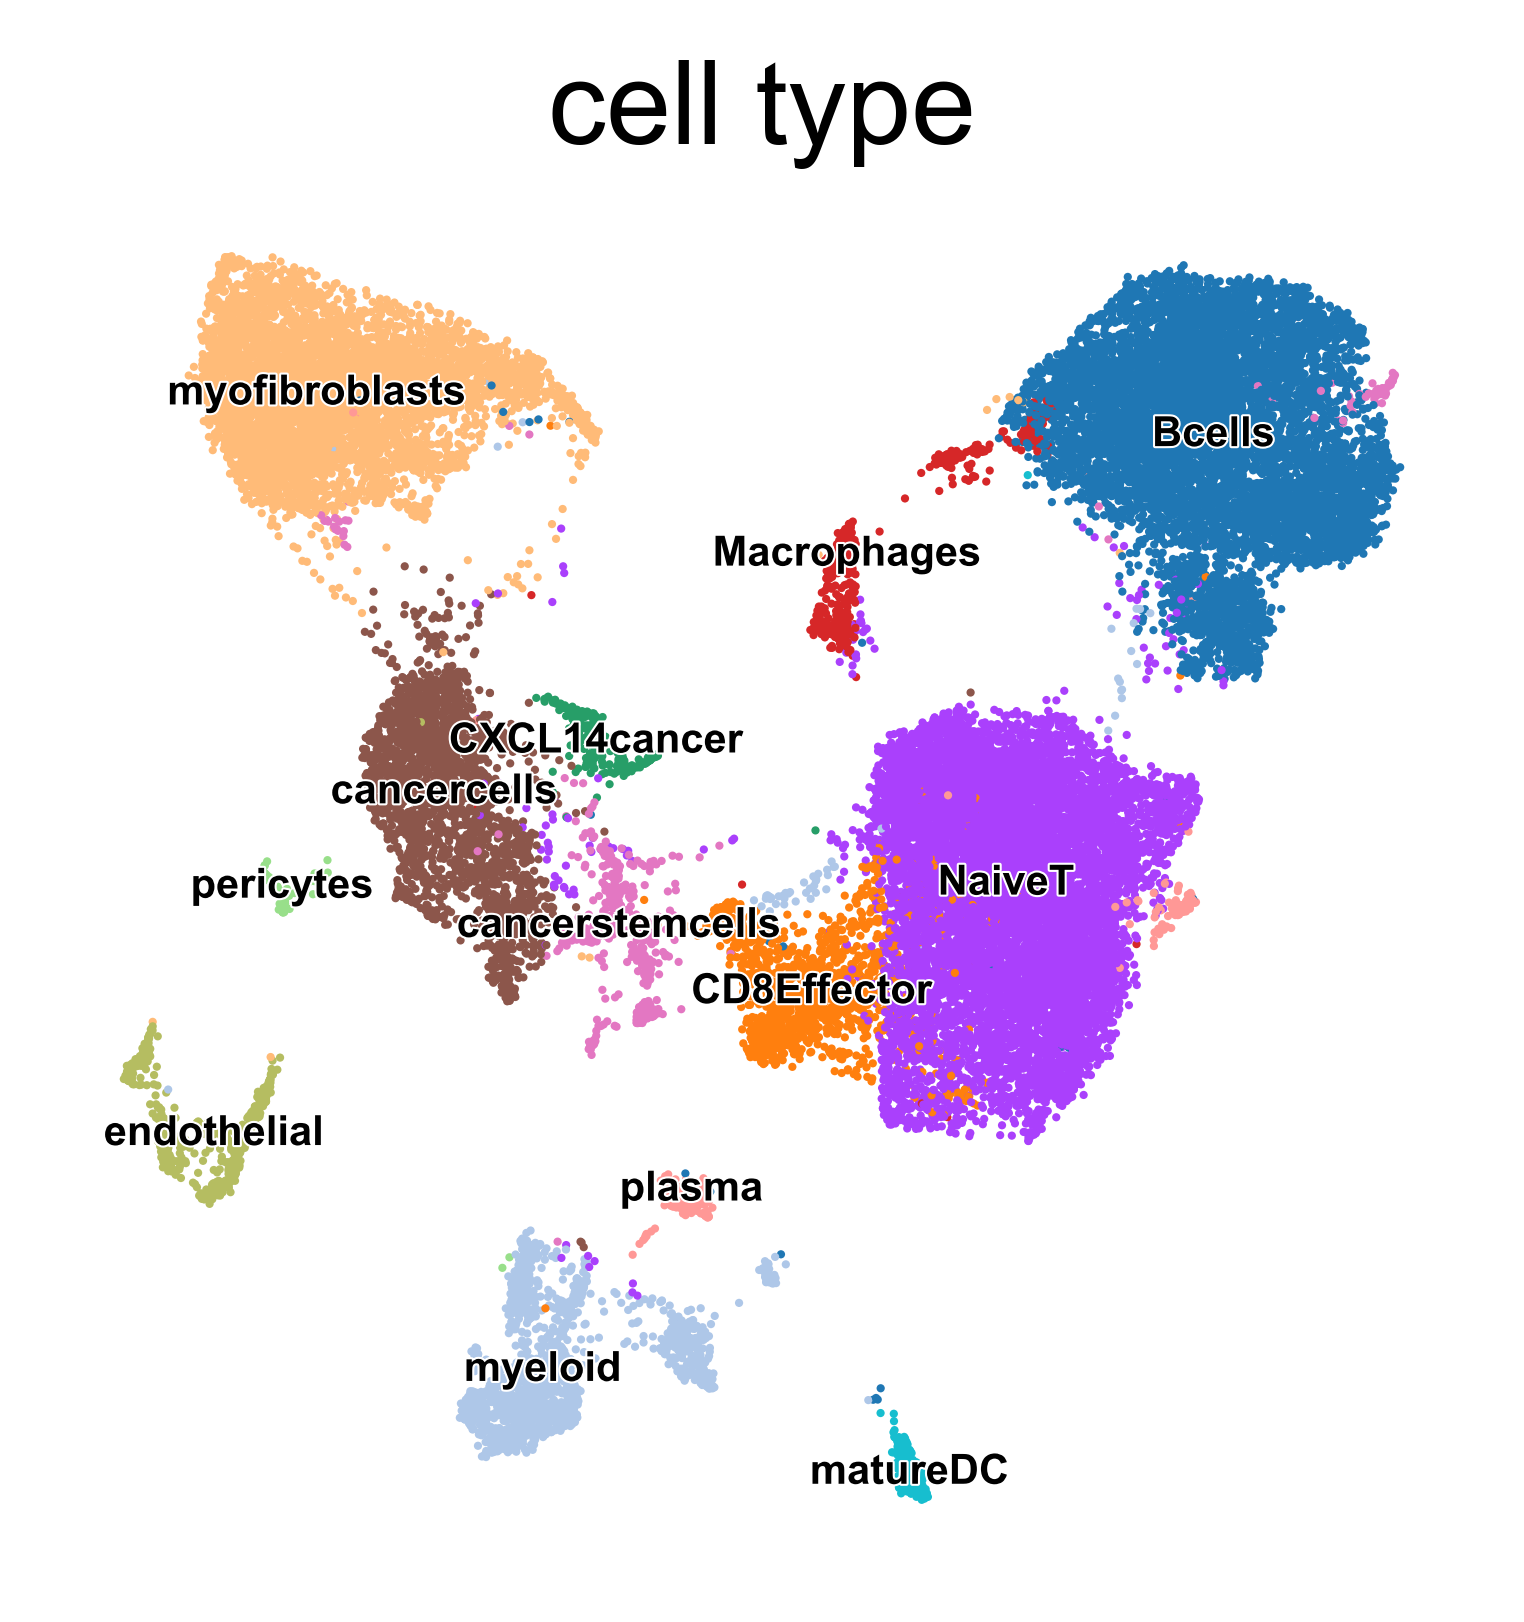 cell type
myofibroblasts
Bcells
Macrophages
CXCL14cancer
cancercells
pericytes
NaiveT
cancerstemcells
CD8Effector
endothelial
plasma
myeloid
matureDC